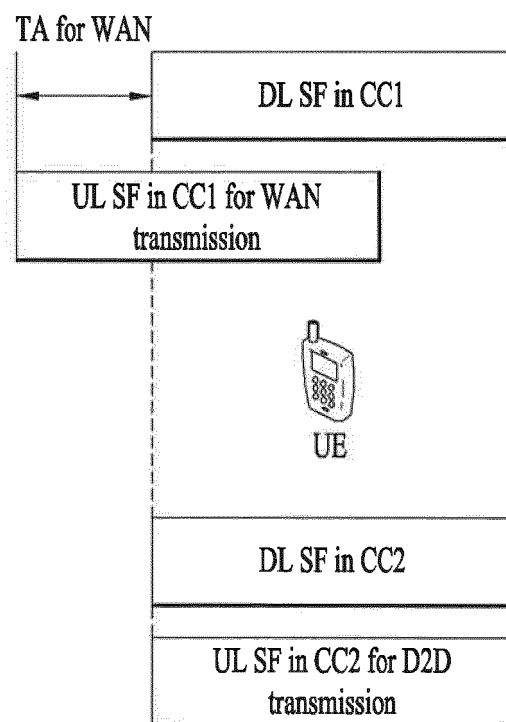 TA for WAN
DL SF in CC1
UL SF in CC1 for WAN
transmission
UE
DL SF in CC2
UL SF in CC2 for D2D
transmission